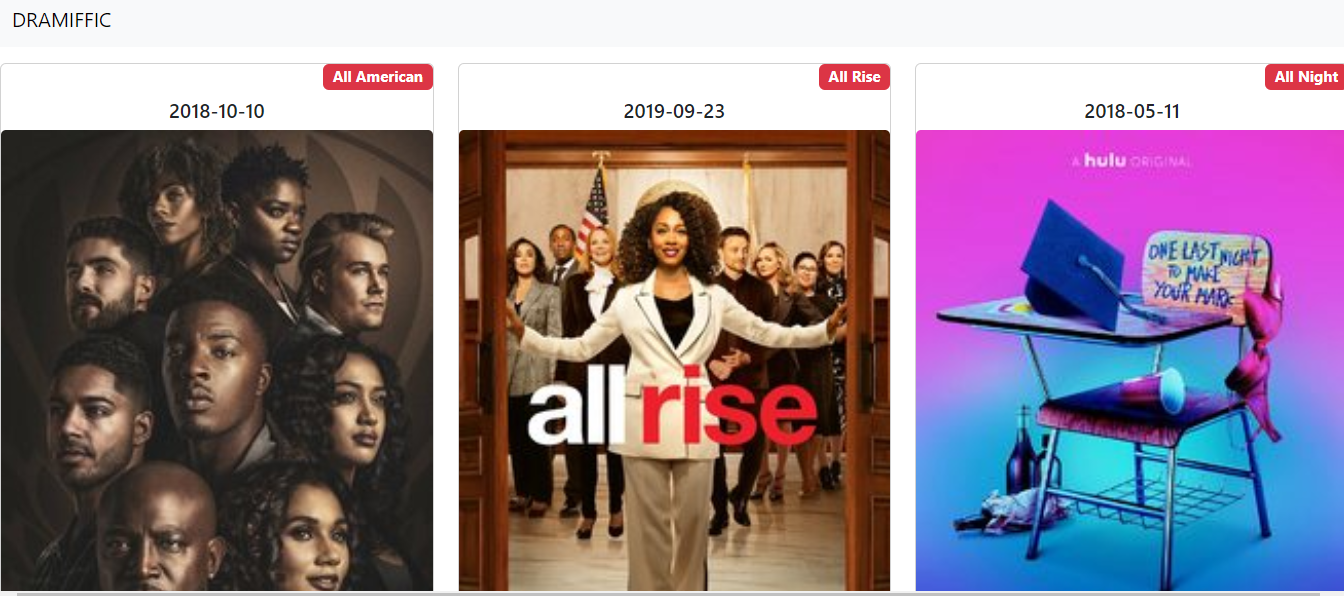 DRAMIFFIC
All American
2018-10-10
All Rise
2019-09-23
all rise
All Night
2018-05-11
A hulu ORIGINAL
ONE LAST NIGHT
TO MAKE
YOUR MARK